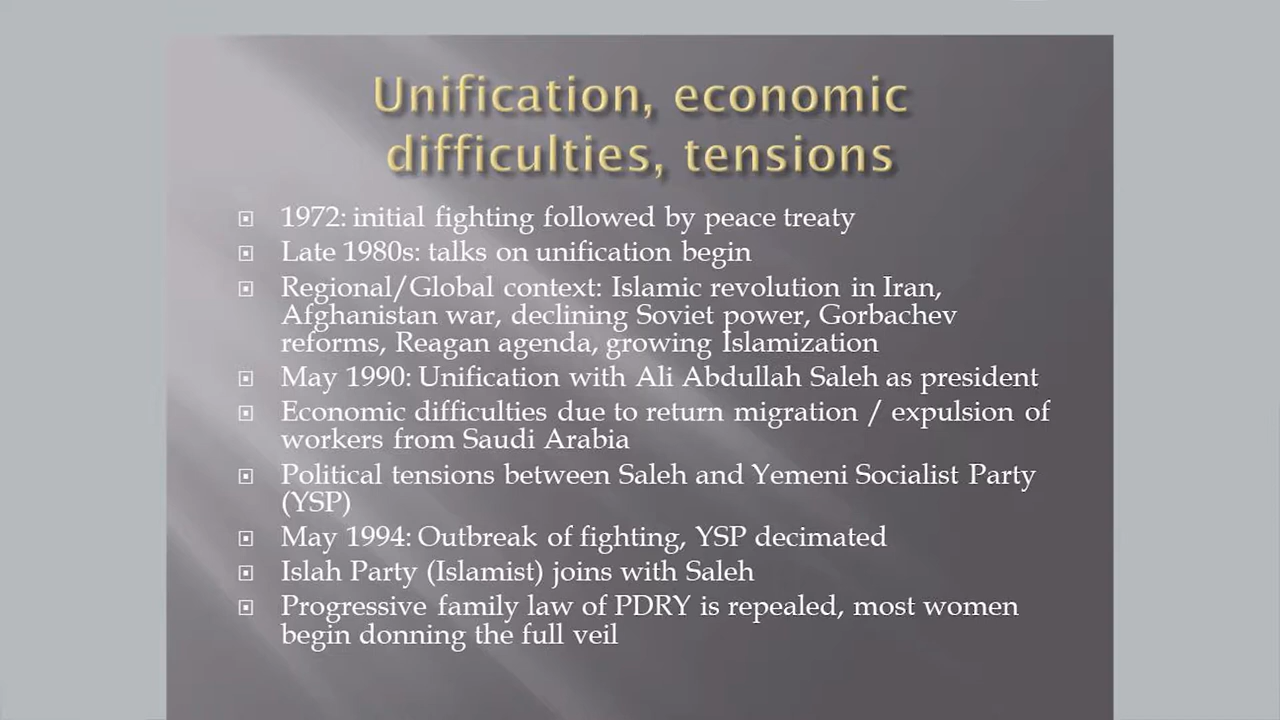 Unification, economic
difficulties, tensions
1972: initial fighting followed by peace treaty
Late 1980s: talks on unification begin
Regional/Global context: Islamic revolution in Iran,
Afghanistan war, declining Soviet power, Gorbachev
reforms, Reagan agenda, growing Islamization
May 1990: Unification with Ali Abdullah Saleh as president
Economic difficulties due to return migration / expulsion of
workers from Saudi Arabia
Political tensions between Saleh and Yemeni Socialist Party
(YSP)
May 1994: Outbreak of fighting, YSP decimated
Islah Party (Islamist) joins with Saleh
Progressive family law of PDRY is repealed, most women
begin donning the full veil